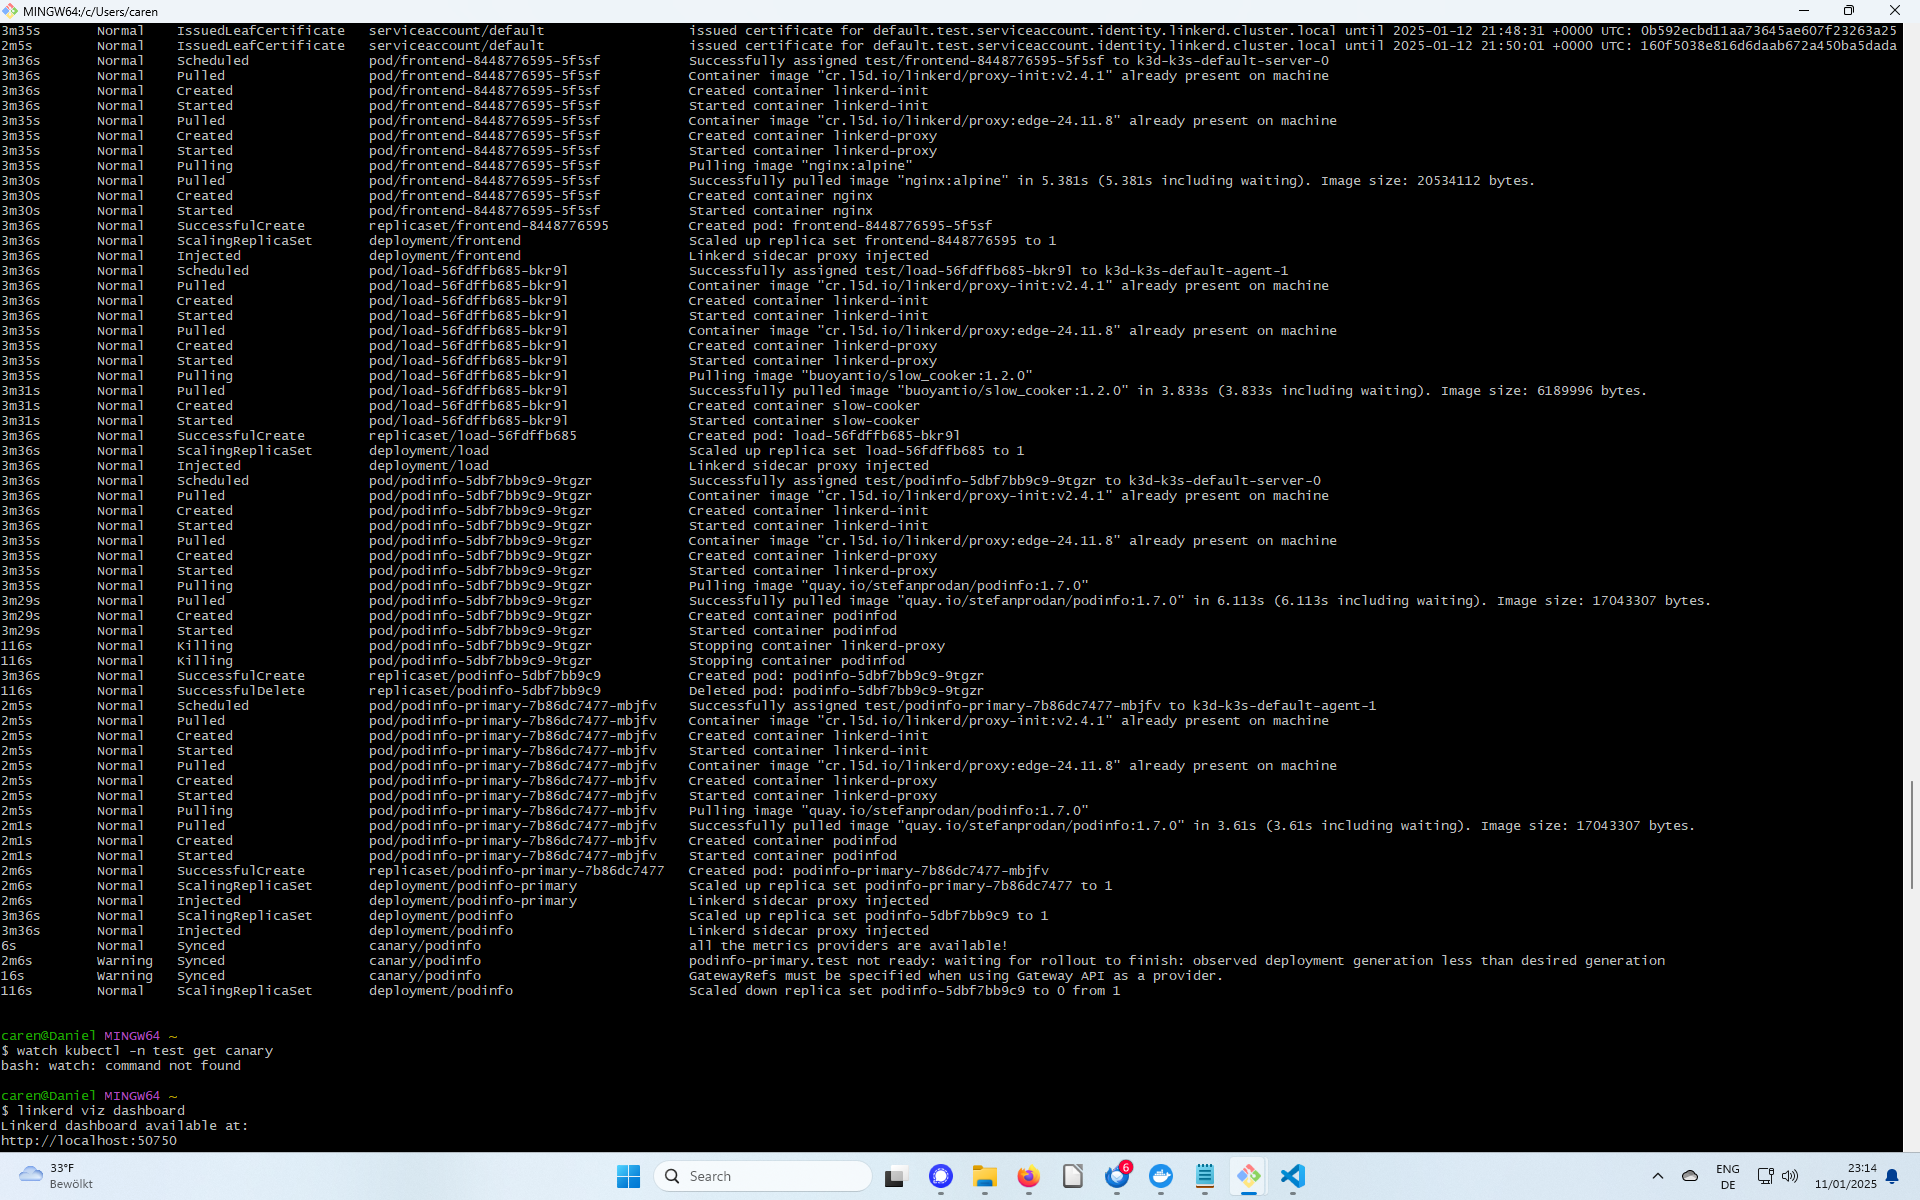 MINGW64:/c/Users/caren
3m35s Normal IssuedLeafCertificate serviceaccount/default issued certificate for default.test.serviceaccount.identity.linkerd.cluster.local until 2025-01-12 21:48:31 +0000 UTC: 0b592ecbd11aa73645ae607f23263a25
2m5s Normal IssuedLeafCertificate serviceaccount/default issued certificate for default.test.serviceaccount.identity.linkerd.cluster.local until 2025-01-12 21:50:01 +0000 UTC: 160f5038e816d6daab672a450ba5dada
3m36s Normal Scheduled pod/frontend-8448776595-5f5sf Successfully assigned test/frontend-8448776595-5f5sf to k3d-k3s-default-server-0
3m36s Normal Pulled pod/frontend-8448776595-5f5sf Container image "cr.l5d.io/linkerd/proxy-init:v2.4.1" already present on machine
3m36s Normal Created pod/frontend-8448776595-5f5sf Created container linkerd-init
3m36s Normal Started pod/frontend-8448776595-5f5sf Started container linkerd-init
3m35s Normal Pulled pod/frontend-8448776595-5f5sf Container image "cr.l5d.io/linkerd/proxy:edge-24.11.8" already present on machine
3m35s Normal Created pod/frontend-8448776595-5f5sf Created container linkerd-proxy
3m35s Normal Started pod/frontend-8448776595-5f5sf Started container linkerd-proxy
3m35s Normal Pulling pod/frontend-8448776595-5f5sf Pulling image "nginx:alpine"
3m30s Normal Pulled pod/frontend-8448776595-5f5sf Successfully pulled image "nginx:alpine" in 5.381s (5.381s including waiting). Image size: 20534112 bytes.
3m30s Normal Created pod/frontend-8448776595-5f5sf Created container nginx
3m30s Normal Started pod/frontend-8448776595-5f5sf Started container nginx
3m36s Normal SuccessfulCreate replicaset/frontend-8448776595 Created pod: frontend-8448776595-5f5sf
3m36s Normal ScalingReplicaSet deployment/frontend Scaled up replica set frontend-8448776595 to 1
3m36s Normal Injected deployment/frontend Linkerd sidecar proxy injected
3m36s Normal Scheduled pod/load-56fdffb685-bkr9l Successfully assigned test/load-56fdffb685-bkr9l to k3d-k3s-default-agent-1
3m36s Normal Pulled pod/load-56fdffb685-bkr9l Container image "cr.l5d.io/linkerd/proxy-init:v2.4.1" already present on machine
3m36s Normal Created pod/load-56fdffb685-bkr9l Created container linkerd-init
3m36s Normal Started pod/load-56fdffb685-bkr9l Started container linkerd-init
3m35s Normal Pulled pod/load-56fdffb685-bkr9l Container image "cr.l5d.io/linkerd/proxy:edge-24.11.8" already present on machine
3m35s Normal Created pod/load-56fdffb685-bkr9l Created container linkerd-proxy
3m35s Normal Started pod/load-56fdffb685-bkr9l Started container linkerd-proxy
3m35s Normal Pulling pod/load-56fdffb685-bkr9l Pulling image "buoyantio/slow_cooker:1.2.0"
3m31s Normal Pulled pod/load-56fdffb685-bkr9l Successfully pulled image "buoyantio/slow_cooker:1.2.0" in 3.833s (3.833s including waiting). Image size: 6189996 bytes.
3m31s Normal Created pod/load-56fdffb685-bkr9l Created container slow-cooker
3m31s Normal Started pod/load-56fdffb685-bkr9l Started container slow-cooker
3m36s Normal SuccessfulCreate replicaset/load-56fdffb685 Created pod: load-56fdffb685-bkr9l
3m36s Normal ScalingReplicaSet deployment/load Scaled up replica set load-56fdffb685 to 1
3m36s Normal Injected deployment/load Linkerd sidecar proxy injected
3m36s Normal Scheduled pod/podinfo-5dbf7bb9c9-9tgzr Successfully assigned test/podinfo-5dbf7bb9c9-9tgzr to k3d-k3s-default-server-0
3m36s Normal Pulled pod/podinfo-5dbf7bb9c9-9tgzr Container image "cr.l5d.io/linkerd/proxy-init:v2.4.1" already present on machine
3m36s Normal Created pod/podinfo-5dbf7bb9c9-9tgzr Created container linkerd-init
3m36s Normal Started pod/podinfo-5dbf7bb9c9-9tgzr Started container linkerd-init
3m35s Normal Pulled pod/podinfo-5dbf7bb9c9-9tgzr Container image "cr.l5d.io/linkerd/proxy:edge-24.11.8" already present on machine
3m35s Normal Created pod/podinfo-5dbf7bb9c9-9tgzr Created container linkerd-proxy
3m35s Normal Started pod/podinfo-5dbf7bb9c9-9tgzr Started container linkerd-proxy
3m35s Normal Pulling pod/podinfo-5dbf7bb9c9-9tgzr Pulling image "quay.io/stefanprodan/podinfo:1.7.0"
3m29s Normal Pulled pod/podinfo-5dbf7bb9c9-9tgzr Successfully pulled image "quay.io/stefanprodan/podinfo:1.7.0" in 6.113s (6.113s including waiting). Image size: 17043307 bytes.
3m29s Normal Created pod/podinfo-5dbf7bb9c9-9tgzr Created container podinfod
3m29s Normal Started pod/podinfo-5dbf7bb9c9-9tgzr Started container podinfod
116s Normal Killing pod/podinfo-5dbf7bb9c9-9tgzr Stopping container linkerd-proxy
116s Normal Killing pod/podinfo-5dbf7bb9c9-9tgzr Stopping container podinfod
3m36s Normal SuccessfulCreate replicaset/podinfo-5dbf7bb9c9 Created pod: podinfo-5dbf7bb9c9-9tgzr
116s Normal SuccessfulDelete replicaset/podinfo-5dbf7bb9c9 Deleted pod: podinfo-5dbf7bb9c9-9tgzr
2m5s Normal Scheduled pod/podinfo-primary-7b86dc7477-mbjfv Successfully assigned test/podinfo-primary-7b86dc7477-mbjfv to k3d-k3s-default-agent-1
2m5s Normal Pulled pod/podinfo-primary-7b86dc7477-mbjfv Container image "cr.l5d.io/linkerd/proxy-init:v2.4.1" already present on machine
2m5s Normal Created pod/podinfo-primary-7b86dc7477-mbjfv Created container linkerd-init
2m5s Normal Started pod/podinfo-primary-7b86dc7477-mbjfv Started container linkerd-init
2m5s Normal Pulled pod/podinfo-primary-7b86dc7477-mbjfv Container image "cr.l5d.io/linkerd/proxy:edge-24.11.8" already present on machine
2m5s Normal Created pod/podinfo-primary-7b86dc7477-mbjfv Created container linkerd-proxy
2m5s Normal Started pod/podinfo-primary-7b86dc7477-mbjfv Started container linkerd-proxy
2m5s Normal Pulling pod/podinfo-primary-7b86dc7477-mbjfv Pulling image "quay.io/stefanprodan/podinfo:1.7.0"
2m1s Normal Pulled pod/podinfo-primary-7b86dc7477-mbjfv Successfully pulled image "quay.io/stefanprodan/podinfo:1.7.0" in 3.61s (3.61s including waiting). Image size: 17043307 bytes.
2m1s Normal Created pod/podinfo-primary-7b86dc7477-mbjfv Created container podinfod
2m1s Normal Started pod/podinfo-primary-7b86dc7477-mbjfv Started container podinfod
2m6s Normal SuccessfulCreate replicaset/podinfo-primary-7b86dc7477 Created pod: podinfo-primary-7b86dc7477-mbjfv
2m6s Normal ScalingReplicaSet deployment/podinfo-primary Scaled up replica set podinfo-primary-7b86dc7477 to 1
2m6s Normal Injected deployment/podinfo-primary Linkerd sidecar proxy injected
3m36s Normal ScalingReplicaSet deployment/podinfo Scaled up replica set podinfo-5dbf7bb9c9 to 1
3m36s Normal Injected deployment/podinfo Linkerd sidecar proxy injected
6s Normal Synced canary/podinfo all the metrics providers are available!
2m6s Warning Synced canary/podinfo podinfo-primary.test not ready: waiting for rollout to finish: observed deployment generation less than desired generation
16s Warning Synced canary/podinfo GatewayRefs must be specified when using Gateway API as a provider.
116s Normal ScalingReplicaSet deployment/podinfo Scaled down replica set podinfo-5dbf7bb9c9 to 0 from 1
caren@Daniel MINGW64 ~
$ watch kubectl -n test get canary
bash: watch: command not found
caren@Daniel MINGW64 ~
$ linkerd viz dashboard
Linkerd dashboard available at:
http://localhost:50750
33°F
Bewölkt
Search
6
ENG
DE
23:14
11/01/2025